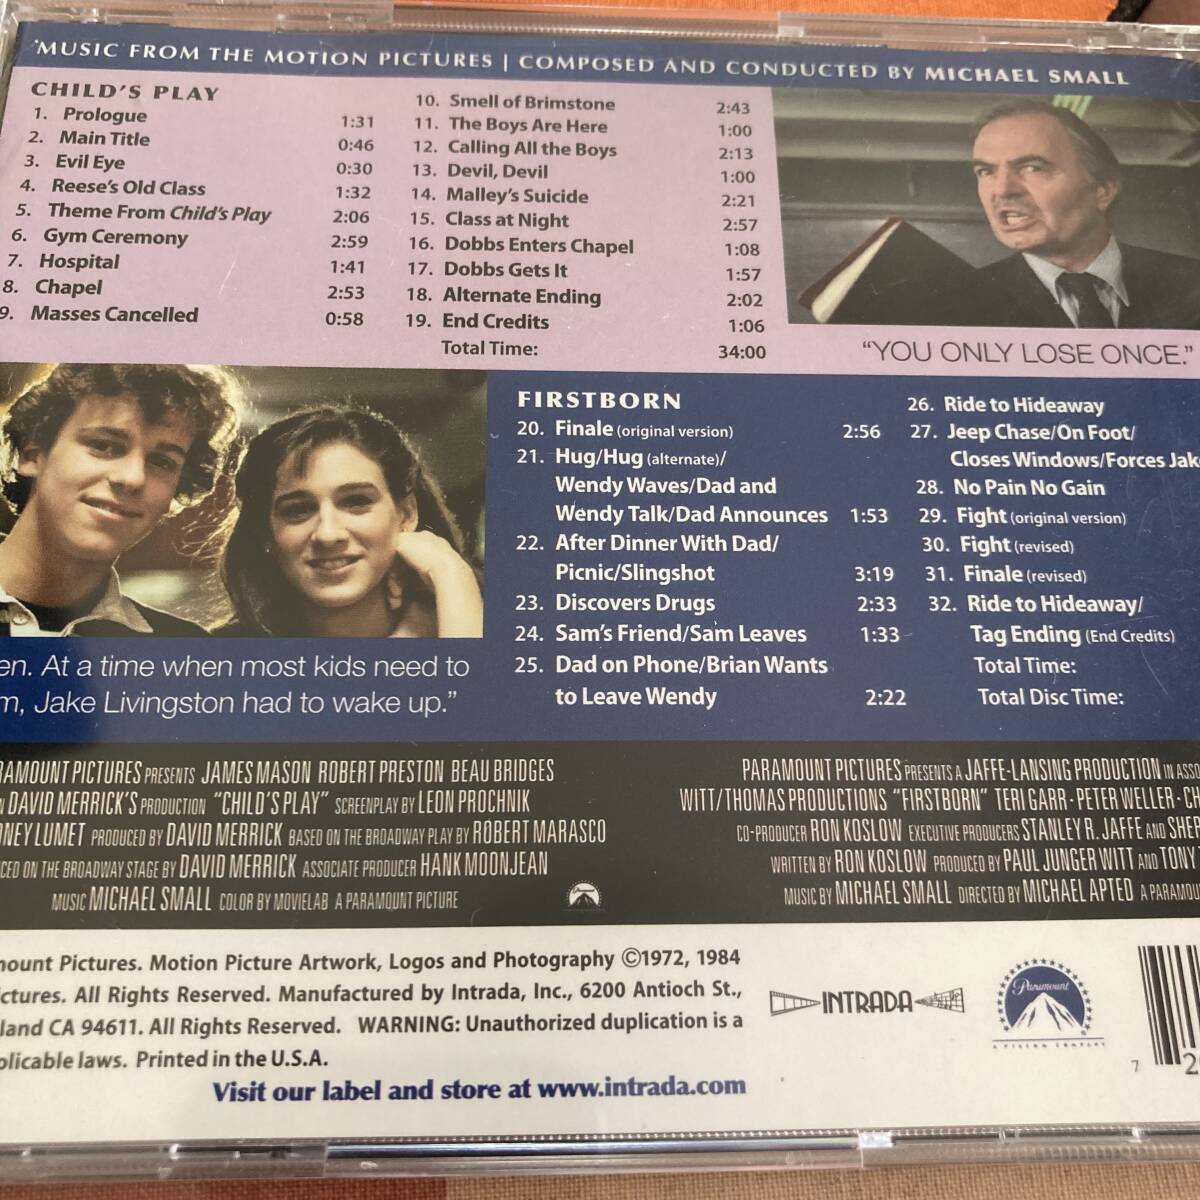 MUSIC FROM THE MOTION PICTURES | COMPOSED AND CONDUCTED BY MICHAEL SMALL
CHILD'S PLAY
1. Prologue 1:31
2. Main Title 0:46
3. Evil Eye 0:30
4. Reese's Old Class 1:32
5. Theme From Child's Play 2:06
6. Gym Ceremony 2:59
7. Hospital 1:41
8. Chapel 2:53
9. Masses Cancelled 0:58
10. Smell of Brimstone 2:43
11. The Boys Are Here 1:00
12. Calling All the Boys 2:13
13. Devil, Devil 1:00
14. Malley's Suicide 2:21
15. Class at Night 2:57
16. Dobbs Enters Chapel 1:08
17. Dobbs Gets It 1:57
18. Alternate Ending 2:02
19. End Credits 1:06
Total Time: 34:00
"YOU ONLY LOSE ONCE."
FIRSTBORN
20. Finale (original version) 2:56
21. Hug/Hug (alternate)/
Wendy Waves/Dad and
Wendy Talk/Dad Announces 1:53
22. After Dinner With Dad/
Picnic/Slingshot 3:19
23. Discovers Drugs 2:33
24. Sam's Friend/Sam Leaves 1:33
25. Dad on Phone/Brian Wants
to Leave Wendy 2:22
26. Ride to Hideaway
27. Jeep Chase/On Foot/
Closes Windows/Forces Jak
28. No Pain No Gain
29. Fight (original version)
30. Fight (revised)
31. Finale (revised)
32. Ride to Hideaway/
Tag Ending (End Credits)
Total Time:
Total Disc Time:
en. At a time when most kids need to
m, Jake Livingston had to wake up."
RAMOUNT PICTURES PRESENTS JAMES MASON ROBERT PRESTON BEAU BRIDGES
DAVID MERRICK'S PRODUCTION "CHILD'S PLAY" SCREENPLAY BY LEON PROCHNIK
DNEY LUMET PRODUCED BY DAVID MERRICK BASED ON THE BROADWAY PLAY BY ROBERT MARASCO
CED ON THE BROADWAY STAGE BY DAVID MERRICK ASSOCIATE PRODUCER HANK MOONJEAN
MUSIC MICHAEL SMALL COLOR BY MOVIELAB A PARAMOUNT PICTURE
PARAMOUNT PICTURES PRESENTS A JAFFE-LANSING PRODUCTION IN ASSO
WITT/THOMAS PRODUCTIONS "FIRSTBORN" TERI GARR · PETER WELLER · CH
CO-PRODUCER RON KOSLOW EXECUTIVE PRODUCERS STANLEY R. JAFFE AND SHER
WRITTEN BY RON KOSLOW PRODUCED BY PAUL JUNGER WITT AND TONY T
MUSIC BY MICHAEL SMALL DIRECTED BY MICHAEL APTED A PARAMOU
mount Pictures. Motion Picture Artwork, Logos and Photography ©1972, 1984
ctures. All Rights Reserved. Manufactured by Intrada, Inc., 6200 Antioch St.,
land CA 94611. All Rights Reserved. WARNING: Unauthorized duplication is a
plicable laws. Printed in the U.S.A.
Visit our label and store at www.intrada.com
INTRADA
Paramount
A VIACOM COMPANY
7 20